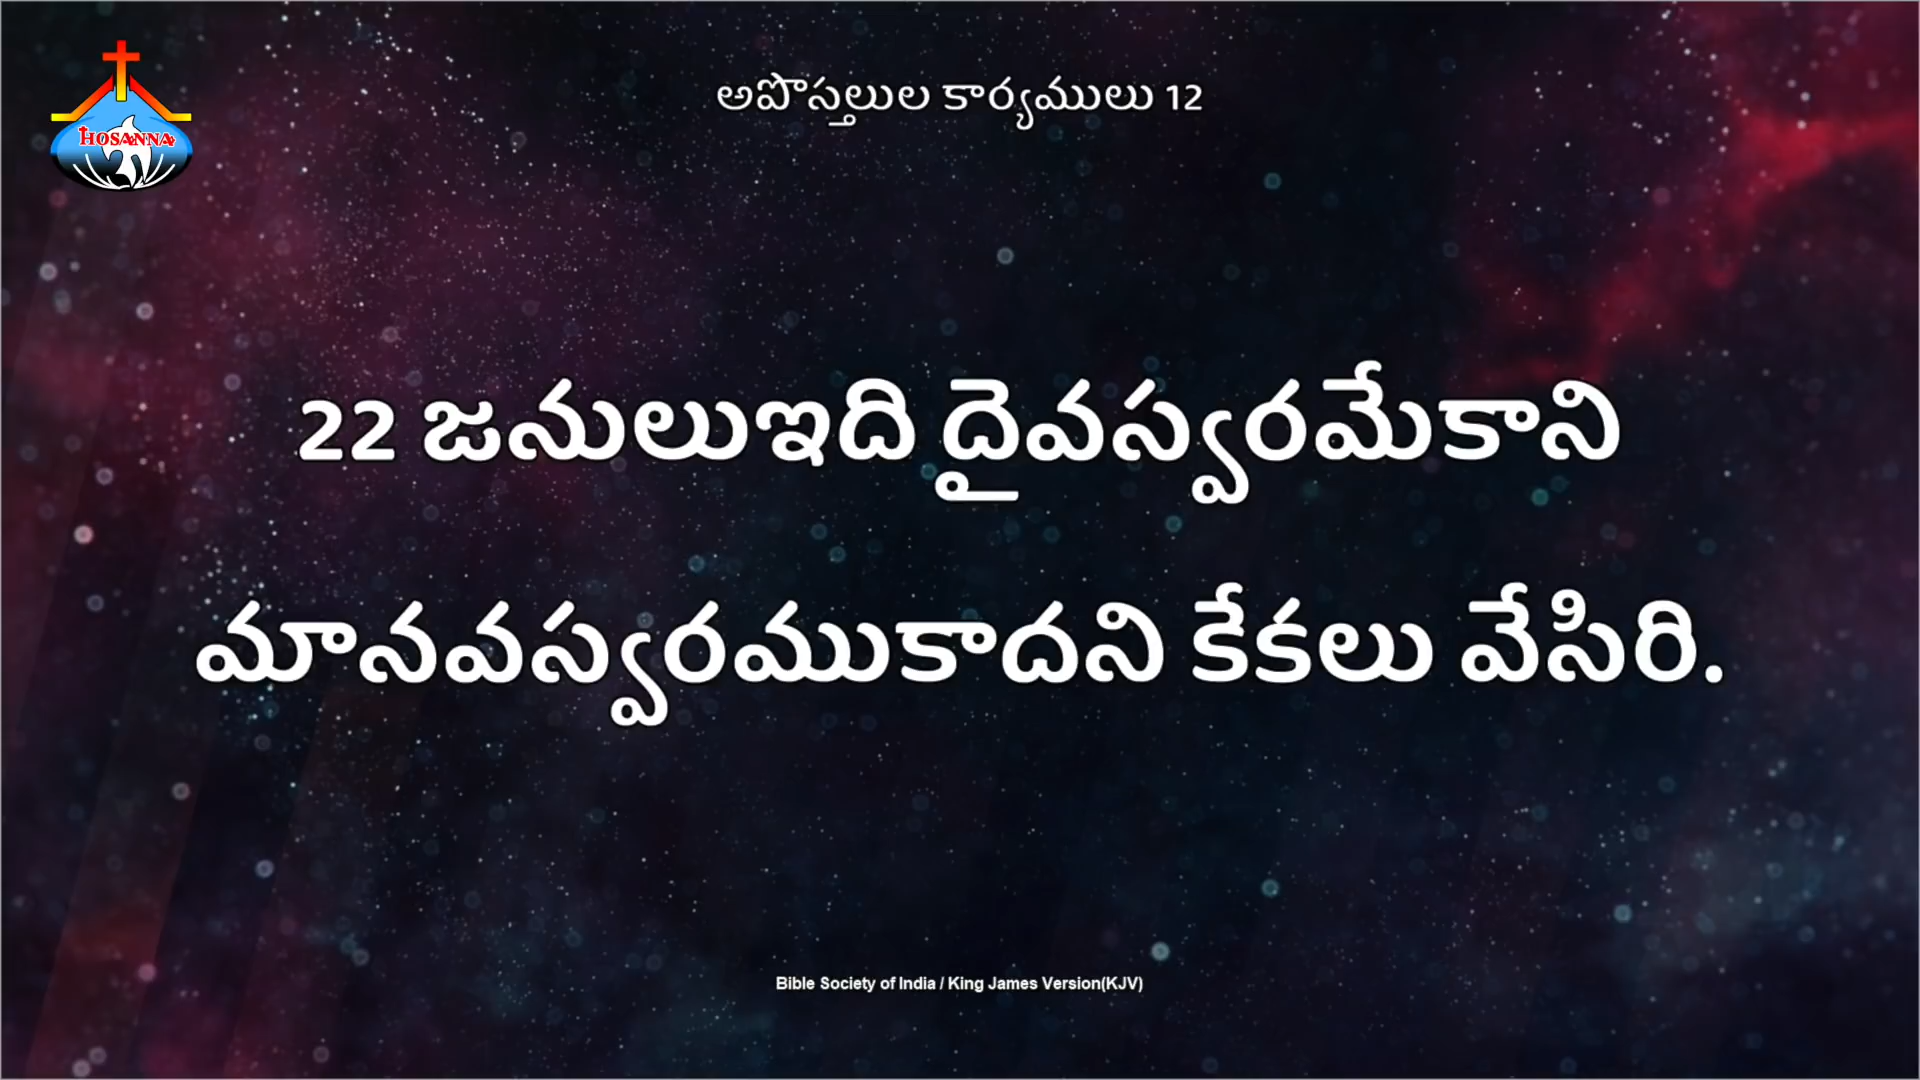 HOSANNA
అపొస్తలుల కార్యములు 12
22 జనులుఇది దైవస్వరమేకాని
మానవస్వరముకాదని కేకలు వేసిరి.
Bible Society of India / King James Version(KJV)